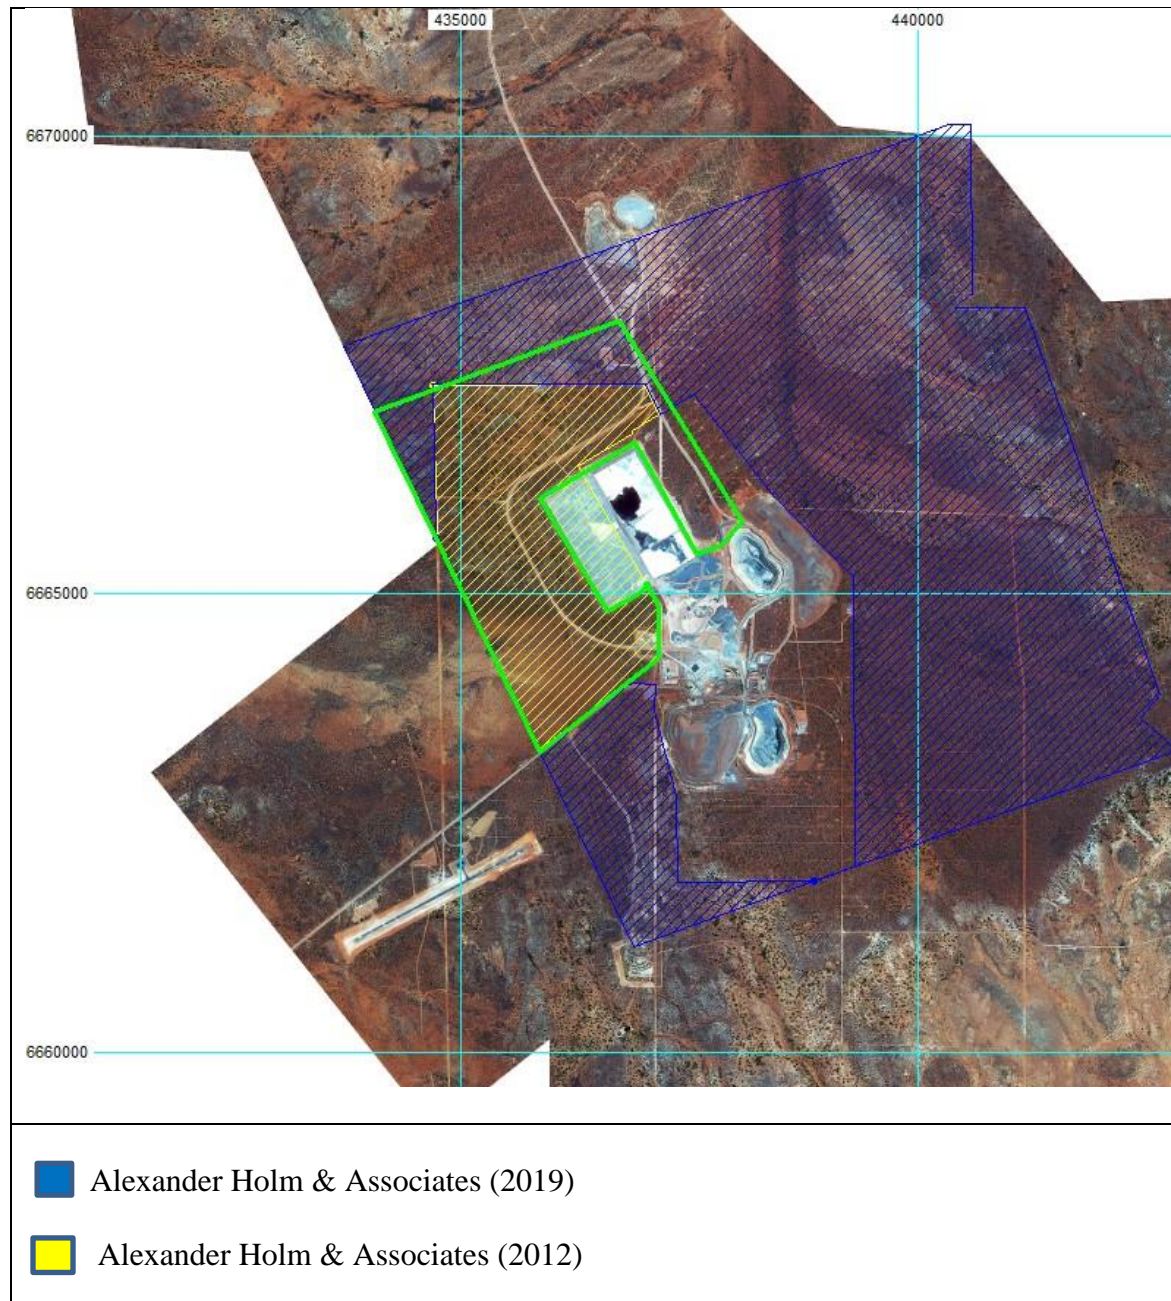 435000 440000
6670000
6665000
6660000
Alexander Holm & Associates (2019)
Alexander Holm & Associates (2012)